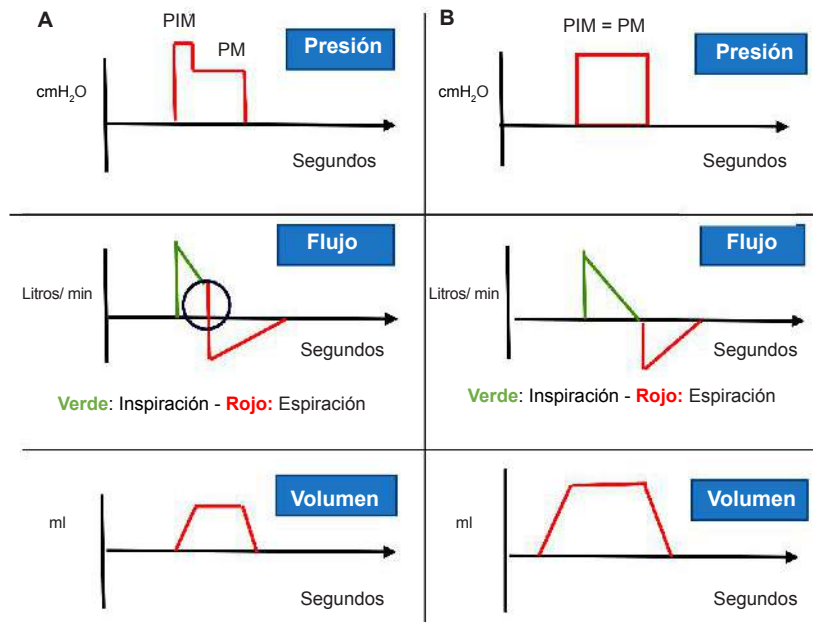 A
PIM
PM
Presión
cmH₂O
Segundos
B
PIM = PM
Presión
cmH₂O
Segundos
Flujo
Litros/ min
Segundos
Verde: Inspiración - Rojo: Espiración
Flujo
Litros/ min
Segundos
Verde: Inspiración - Rojo: Espiración
Volumen
ml
Segundos
Volumen
ml
Segundos